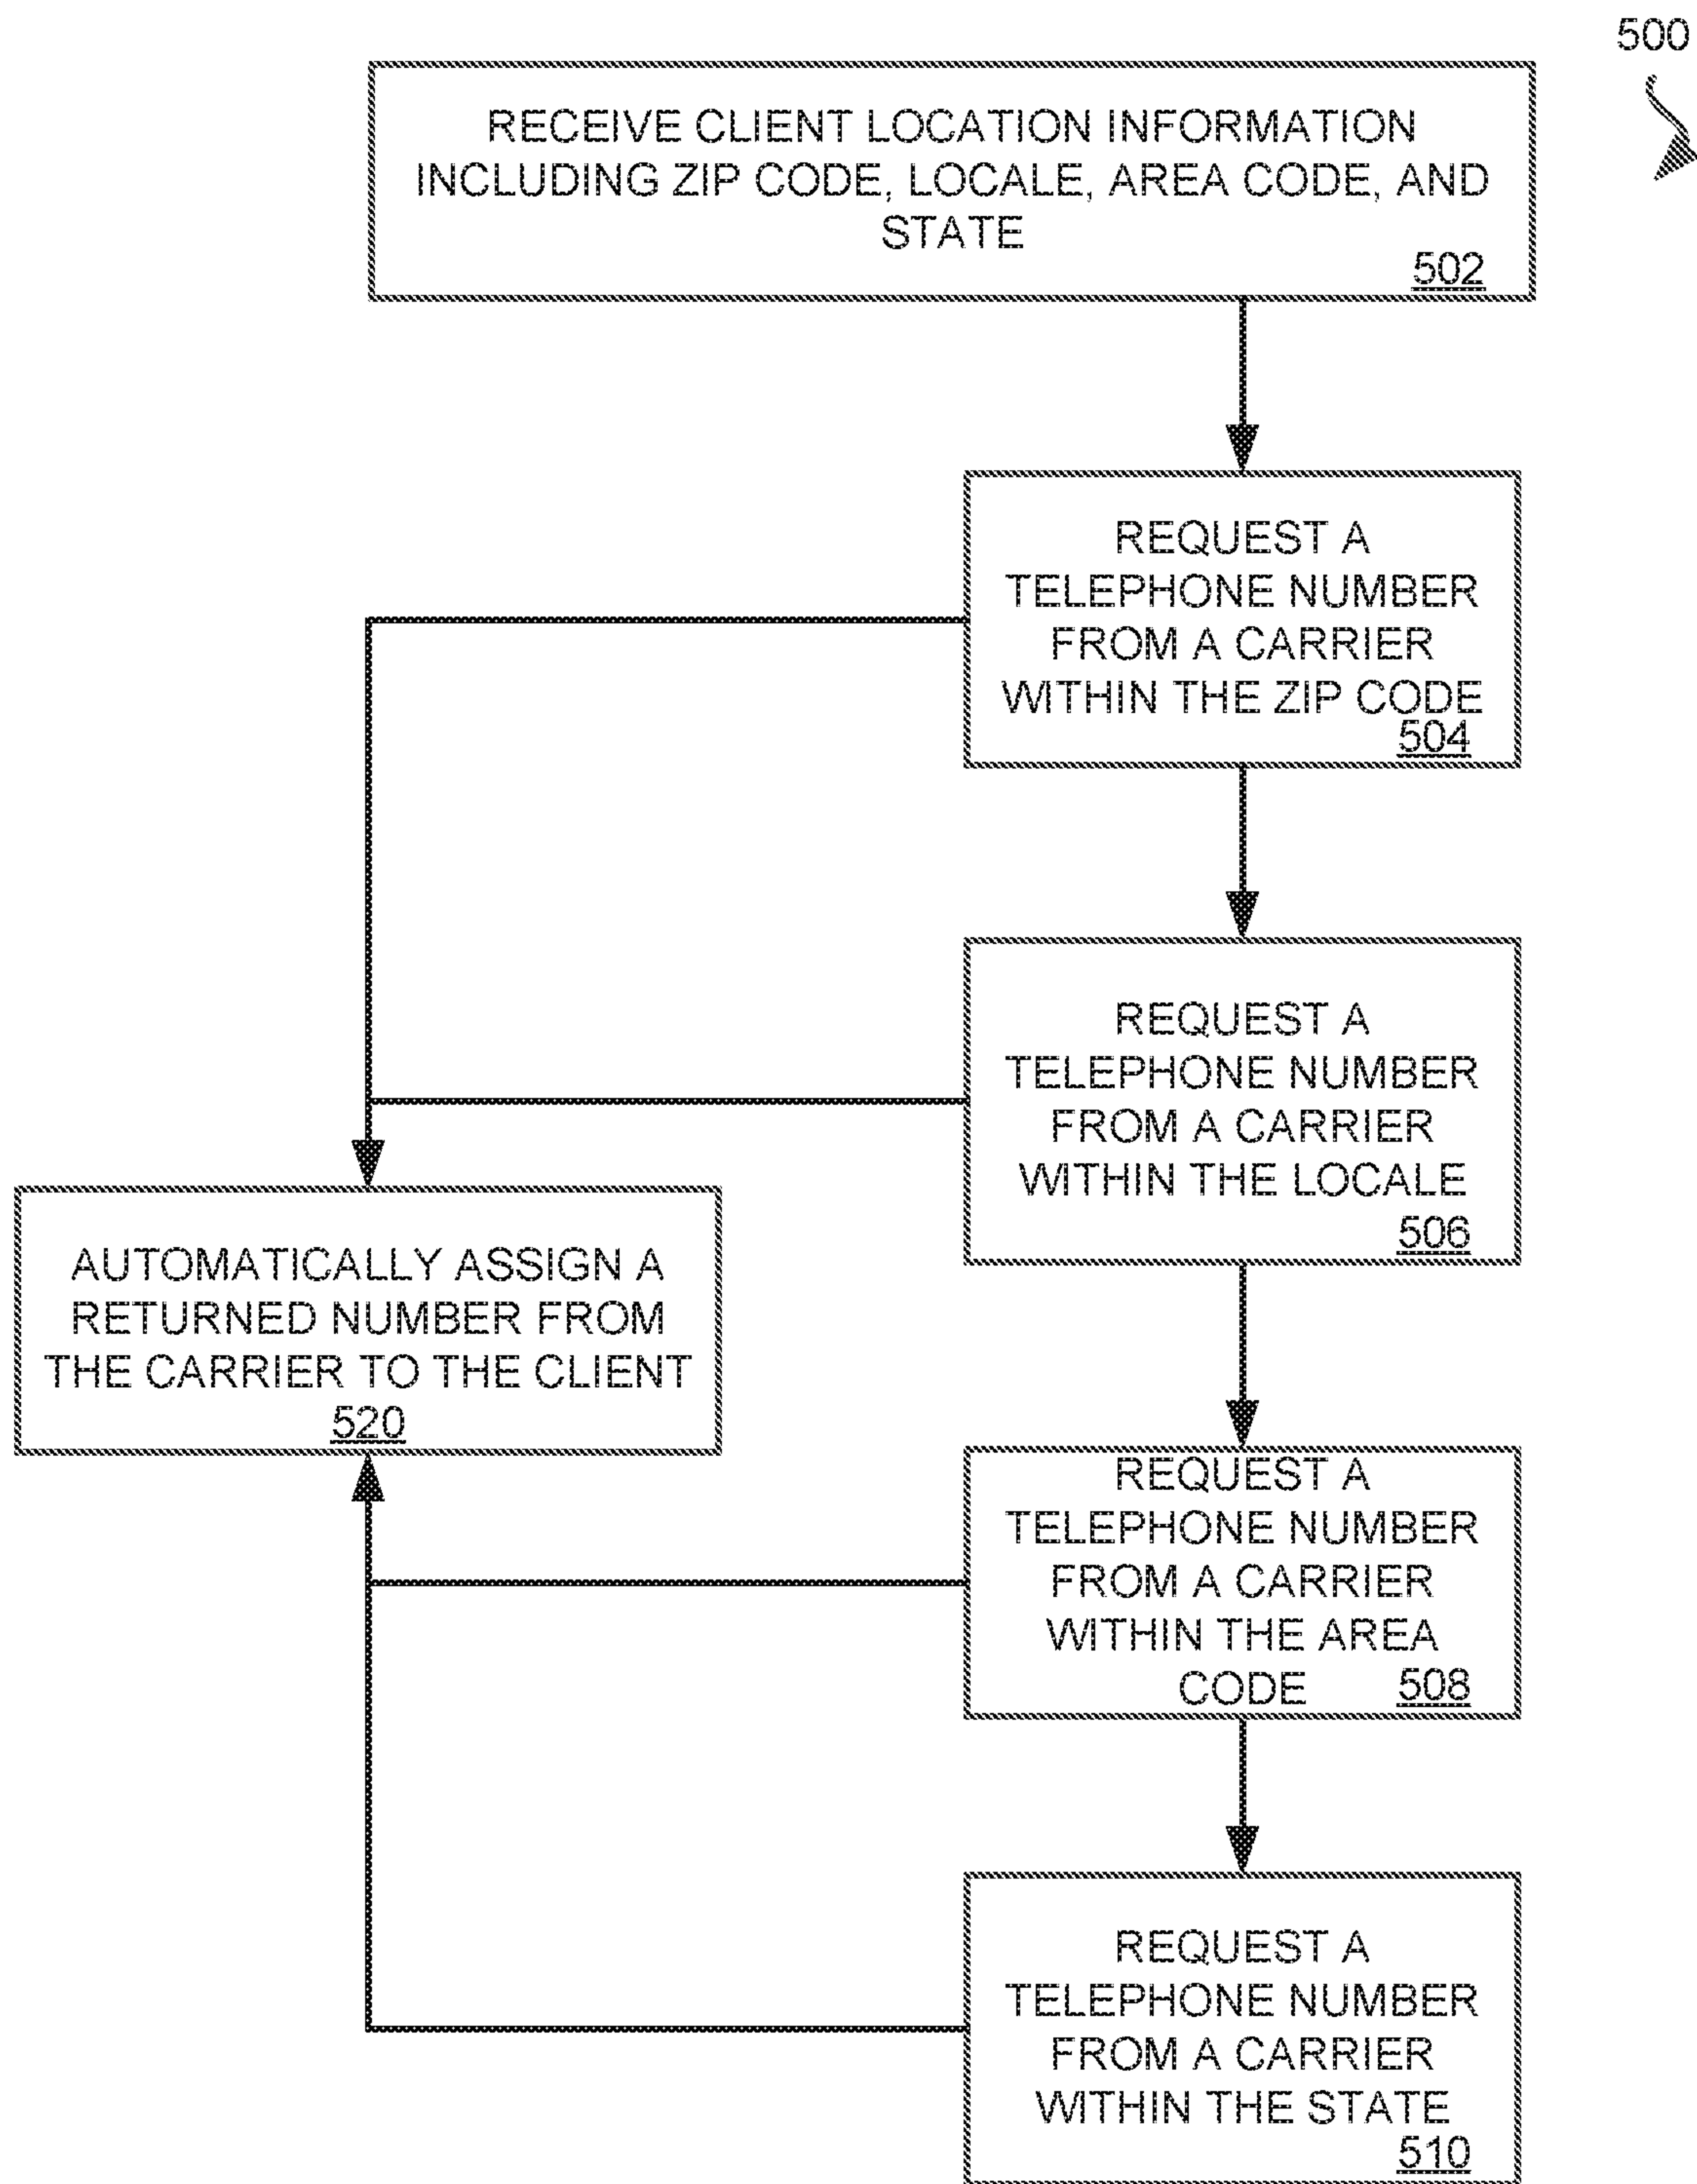 500
RECEIVE CLIENT LOCATION INFORMATION
INCLUDING ZIP CODE, LOCALE, AREA CODE, AND
STATE
502
REQUEST A
TELEPHONE NUMBER
FROM A CARRIER
WITHIN THE ZIP CODE
504
REQUEST A
TELEPHONE NUMBER
FROM A CARRIER
WITHIN THE LOCALE
506
AUTOMATICALLY ASSIGN A
RETURNED NUMBER FROM
THE CARRIER TO THE CLIENT
520
REQUEST A
TELEPHONE NUMBER
FROM A CARRIER
WITHIN THE AREA
CODE 508
REQUEST A
TELEPHONE NUMBER
FROM A CARRIER
WITHIN THE STATE
510